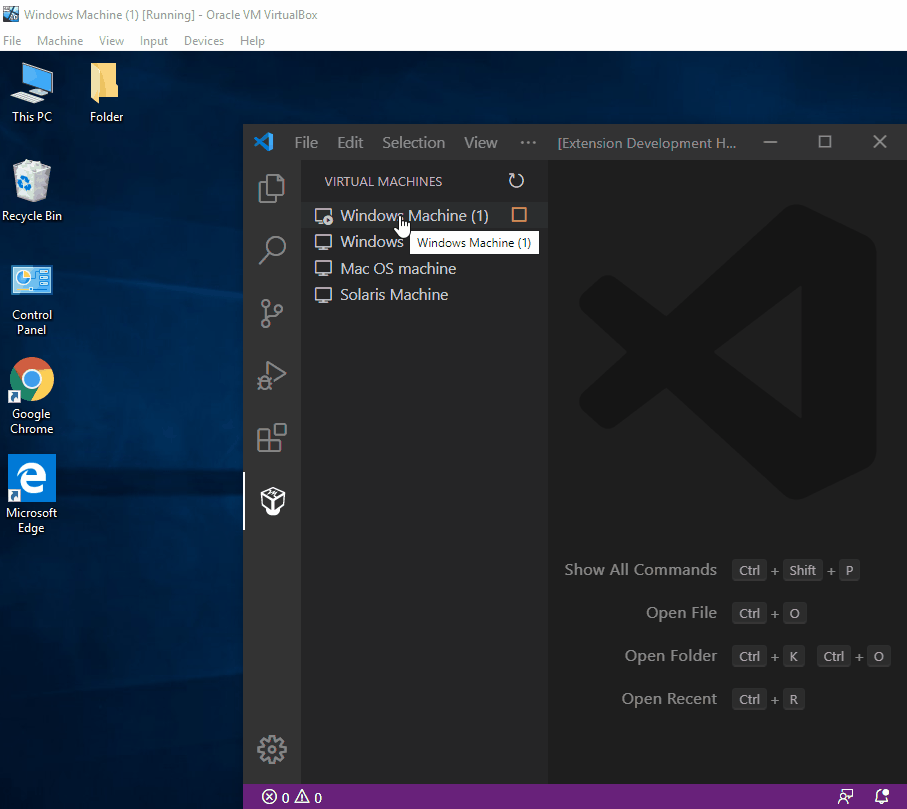 Windows Machine (1) [Running] - Oracle VM VirtualBox
File Machine View Input Devices Help
This PC
Folder
Recycle Bin
Control
Panel
Google
Chrome
Microsoft
Edge
File Edit Selection View ··· [Extension Development H...
VIRTUAL MACHINES
Windows Machine (1)
Windows
Windows Machine (1)
Mac OS machine
Solaris Machine
Show All Commands Ctrl + Shift + P
Open File Ctrl + O
Open Folder Ctrl + K Ctrl + O
Open Recent Ctrl + R
0 0